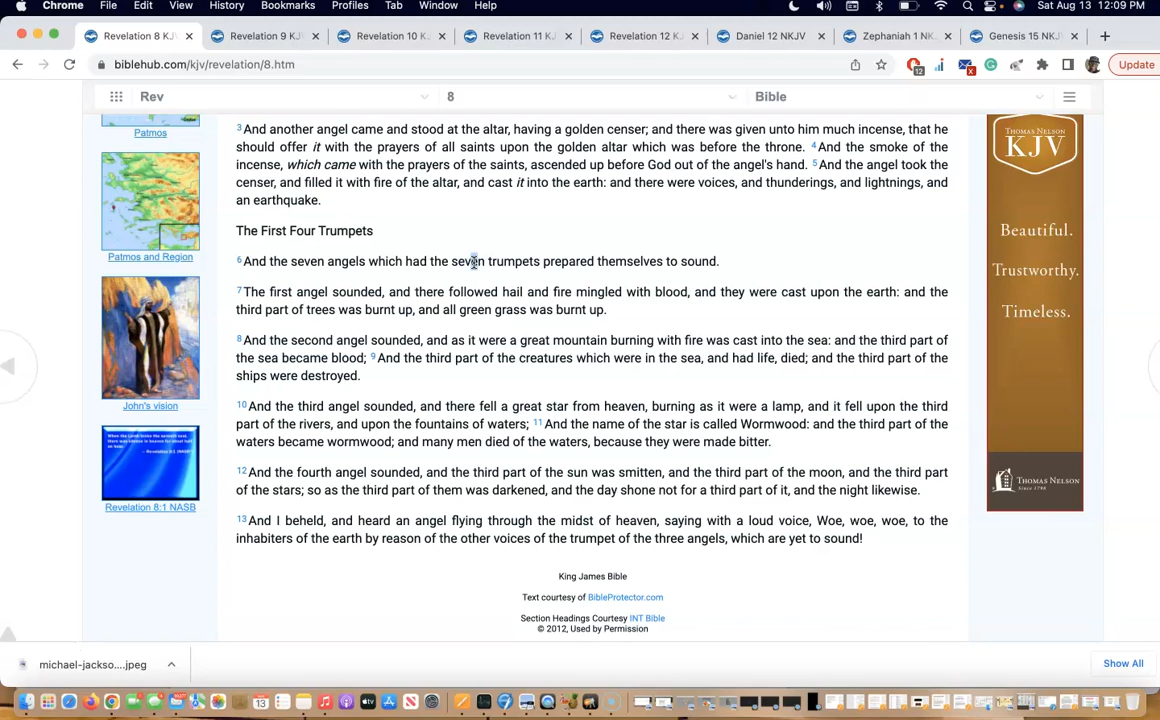 Chrome File Edit View History Bookmarks Profiles Tab Window Help Sat Aug 13 12:09 PM
Revelation 8 KJV Revelation 9 KJV Revelation 10 KJ Revelation 11 KJ Revelation 12 KJ Daniel 12 NKJV Zephaniah 1 NK Genesis 15 NKJV
biblehub.com/kjv/revelation/8.htm 12 x Update
Rev 8 Bible
Patmos
Patmos and Region
John's vision
Revelation 8:1 NASB
3 And another angel came and stood at the altar, having a golden censer; and there was given unto him much incense, that he
should offer it with the prayers of all saints upon the golden altar which was before the throne. 4 And the smoke of the
incense, which came with the prayers of the saints, ascended up before God out of the angel's hand. 5 And the angel took the
censer, and filled it with fire of the altar, and cast it into the earth: and there were voices, and thunderings, and lightnings, and
an earthquake.
The First Four Trumpets
6 And the seven angels which had the seven trumpets prepared themselves to sound.
7 The first angel sounded, and there followed hail and fire mingled with blood, and they were cast upon the earth: and the
third part of trees was burnt up, and all green grass was burnt up.
8 And the second angel sounded, and as it were a great mountain burning with fire was cast into the sea: and the third part of
the sea became blood; 9 And the third part of the creatures which were in the sea, and had life, died; and the third part of the
ships were destroyed.
10 And the third angel sounded, and there fell a great star from heaven, burning as it were a lamp, and it fell upon the third
part of the rivers, and upon the fountains of waters; 11 And the name of the star is called Wormwood: and the third part of the
waters became wormwood; and many men died of the waters, because they were made bitter.
12 And the fourth angel sounded, and the third part of the sun was smitten, and the third part of the moon, and the third part
of the stars; so as the third part of them was darkened, and the day shone not for a third part of it, and the night likewise.
13 And I beheld, and heard an angel flying through the midst of heaven, saying with a loud voice, Woe, woe, woe, to the
inhabiters of the earth by reason of the other voices of the trumpet of the three angels, which are yet to sound!
King James Bible
Text courtesy of BibleProtector.com
Section Headings Courtesy INT Bible
© 2012, Used by Permission
THOMAS NELSON
KJV
Beautiful.
Trustworthy.
Timeless.
THOMAS NELSON
Since 1798
michael-jackso....jpeg Show All
13